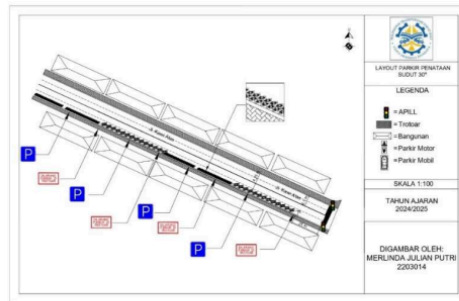 LAYOUT PARKIR PENATAAN
SUDUT 30°
LEGENDA
= APILL
= Trotoar
= Bangunan
= Parkir Motor
= Parkir Mobil
SKALA 1:100
TAHUN AJARAN
2024/2025
DIGAMBAR OLEH:
MERLINDA JULIAN PUTRI
2203014
P
P
P
P